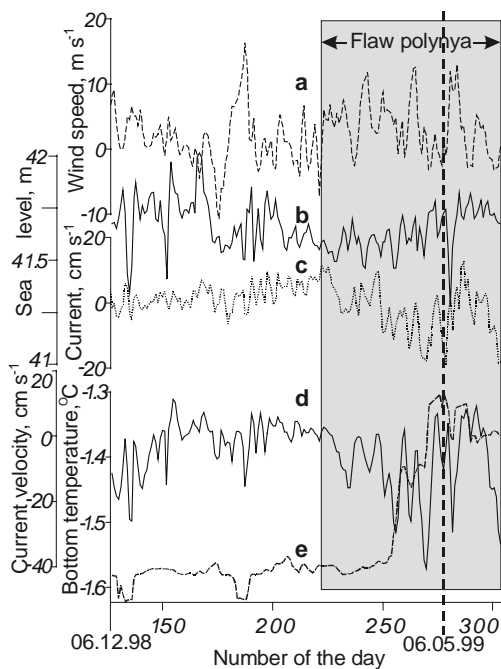 Flaw polynya
Wind speed, m s-1
20
10
0
-10
a
Sea level, m
42
41.5
41
b
Current, cm s-1
20
0
-20
c
Current velocity, cm s-1
20
0
-20
-40
Bottom temperature, °C
-1.3
-1.4
-1.5
-1.6
d
e
150
200
250
300
06.12.98
06.05.99
Number of the day